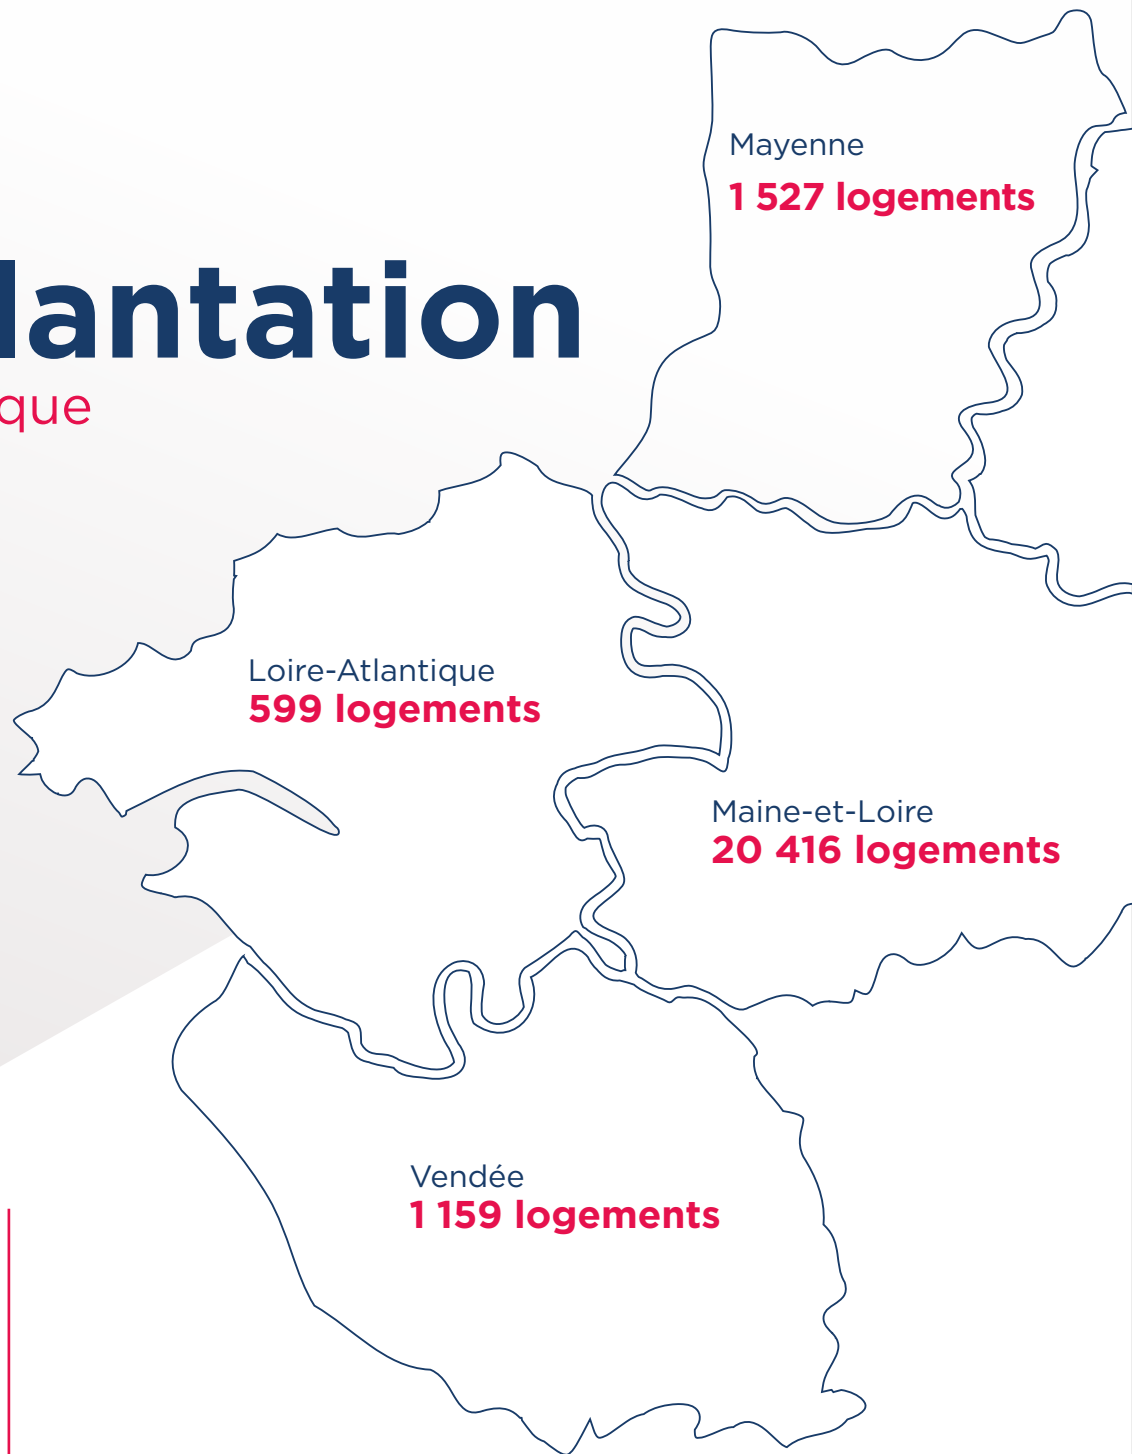 Mayenne
1 527 logements
lantation
que
Loire-Atlantique
599 logements
Maine-et-Loire
20 416 logements
Vendée
1 159 logements